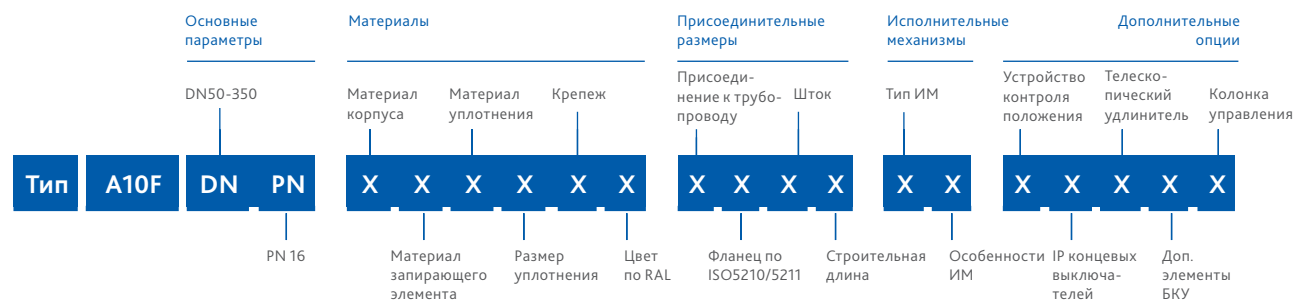 Основные
параметры
Материалы
Присоединительные
размеры
Исполнительные
механизмы
Дополнительные
опции
DN50-350
Материал
корпуса
Материал
уплотнения
Крепеж
Присоеди-
нение к трубо-
проводу
Шток
Тип ИМ
Устройство
контроля
положения
Телеско-
пический
удлинитель
Колонка
управления
Тип A10F DN PN X X X X X X X X X X X X X X X X X
PN 16
Материал
запирающего
элемента
Размер
уплотнения
Цвет
по RAL
Фланец по
ISO5210/5211
Строительная
длина
Особенности
ИМ
IP концевых
выключа-
телей
Доп.
элементы
БКУ